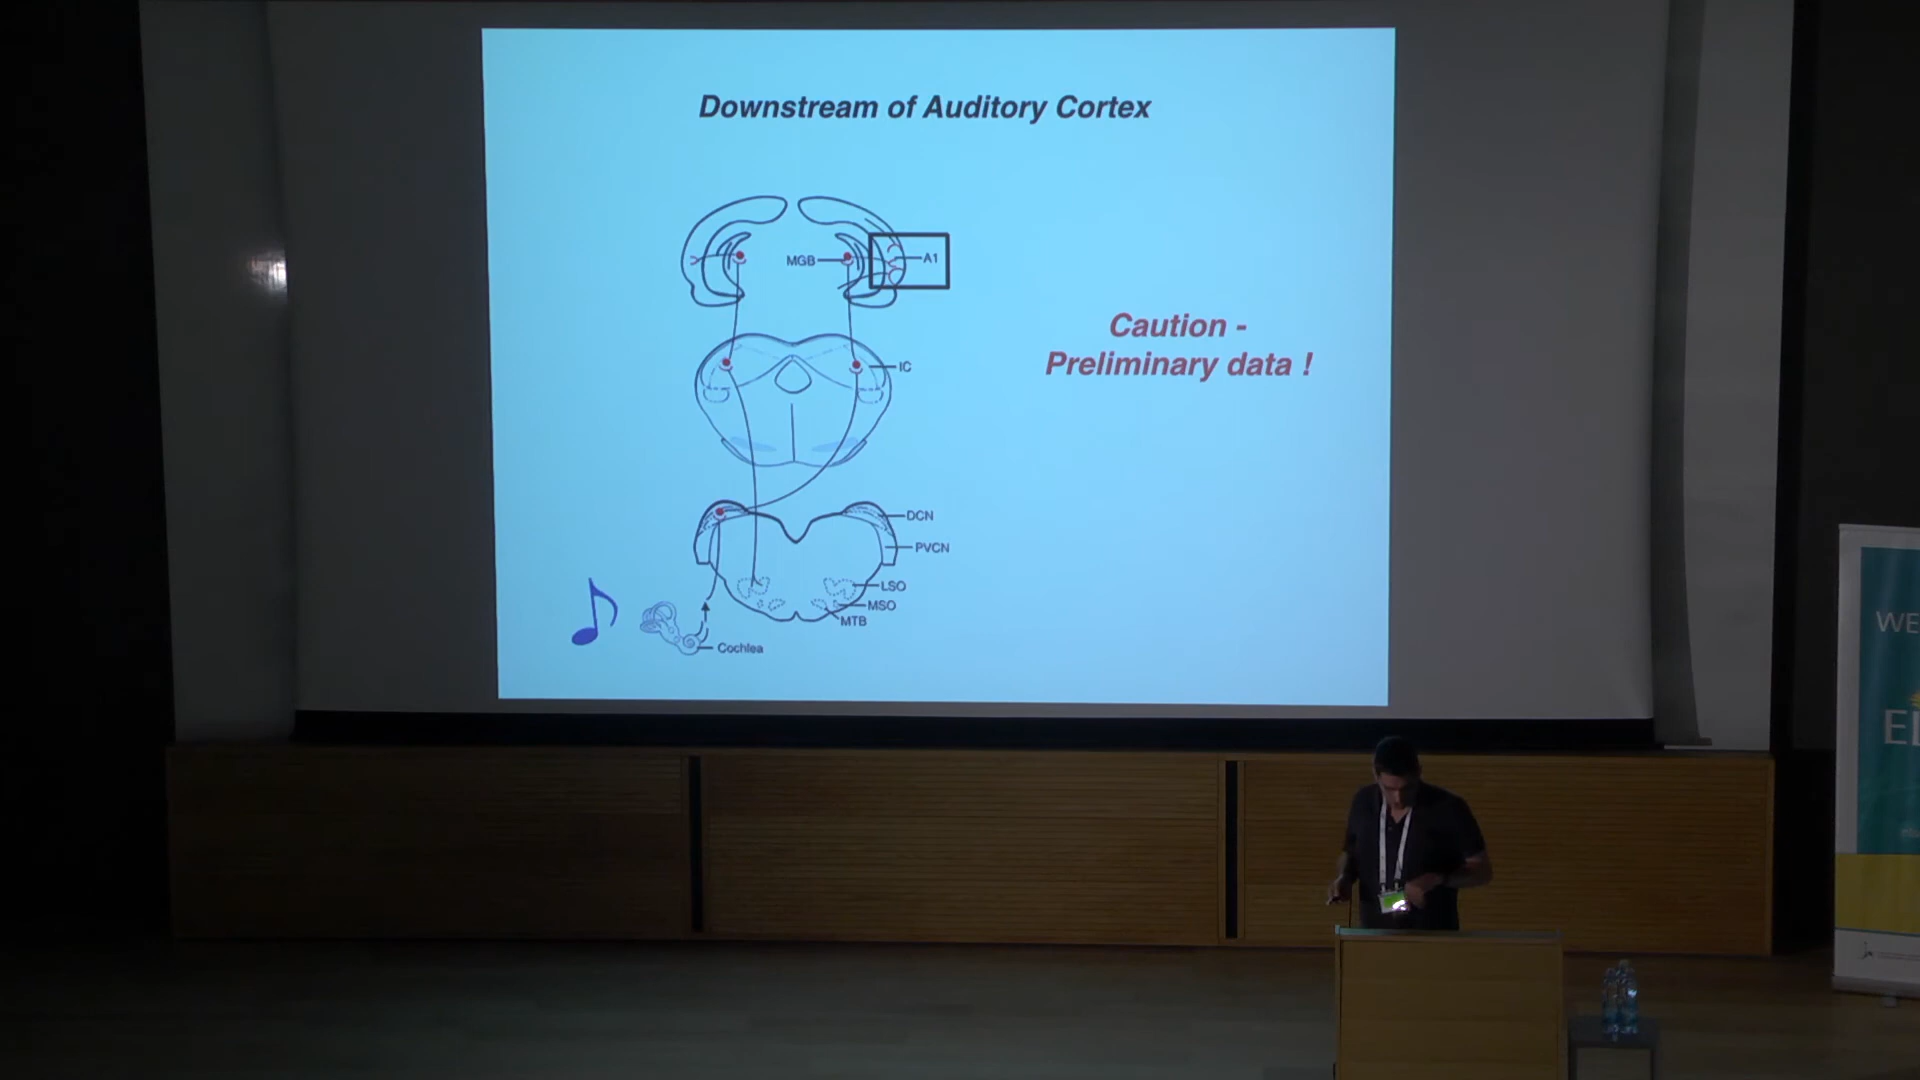 Downstream of Auditory Cortex
MGB
A1
Caution -
Preliminary data !
IC
DCN
PVCN
LSO
MSO
MTB
Cochlea
WE